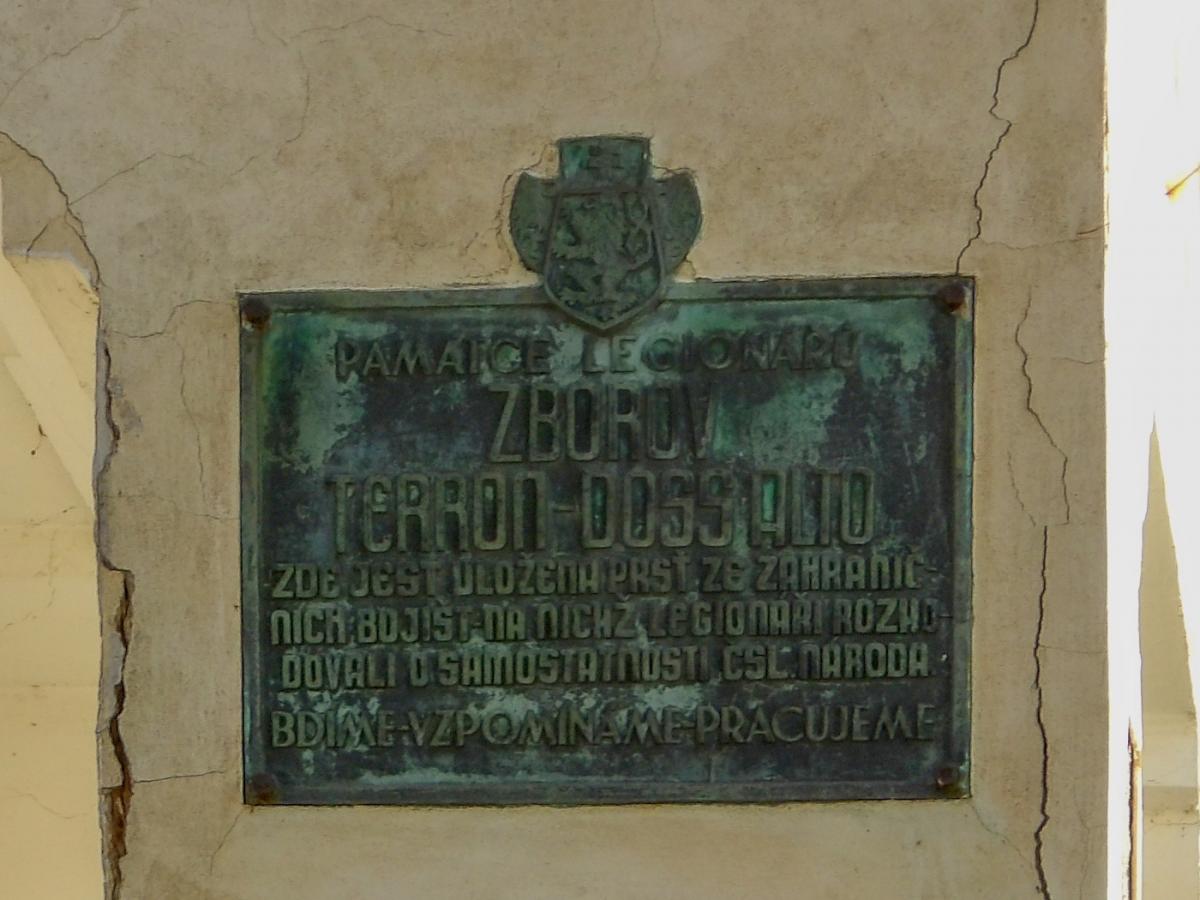 PAMÁTCE LEGIONÁŘŮ
ZBOROV
TERRON-DOSS ALTO
ZDE JEST ULOŽENA PRSŤ ZE ZAHRANIČ-
NÍCH BOJIŠŤ-NA NICHŽ LEGIONÁŘI ROZHO-
DOVALI O SAMOSTATNOSTI ČSL. NÁRODA.
BDÍME-VZPOMÍNÁME-PRACUJEME